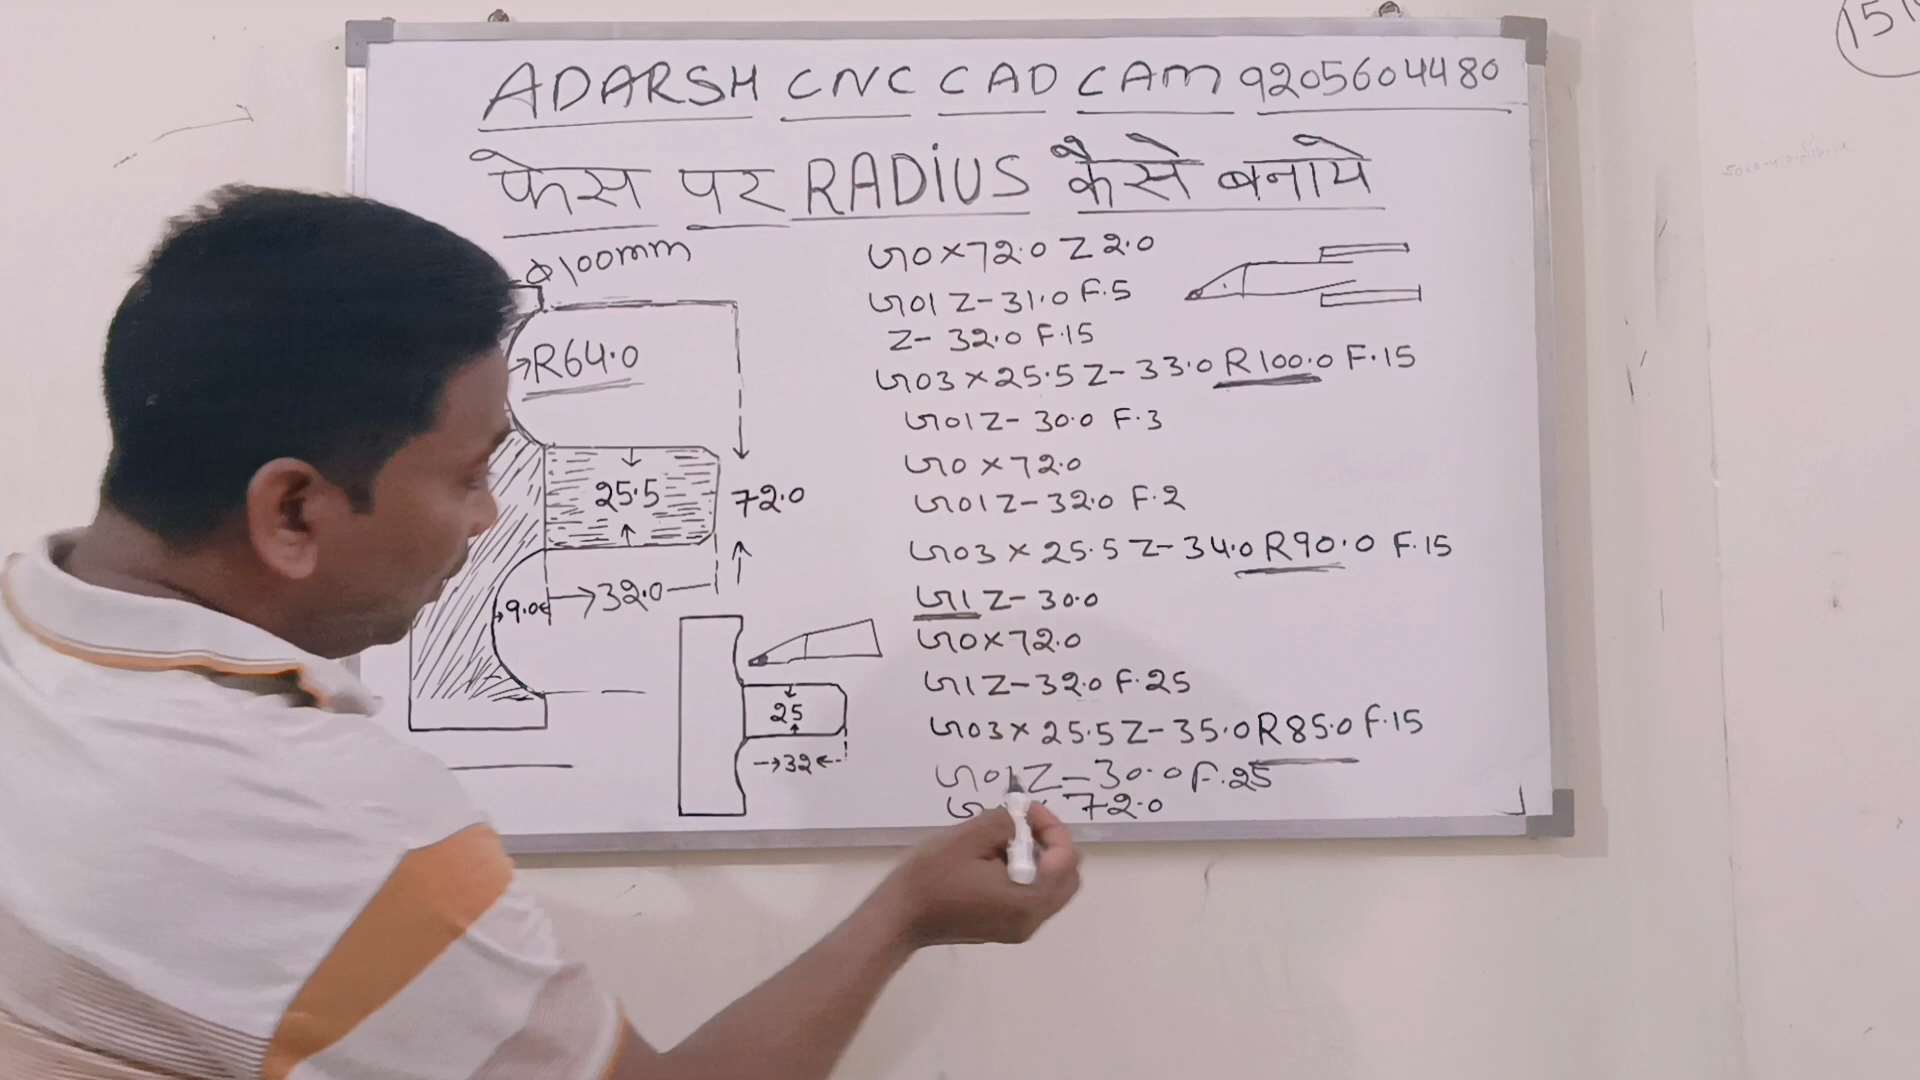 ADARSH CNC CAD CAM 9205604480
फेस पर RADIUS कैसे बनाये
Φ100mm
R64.0
25.5
72.0
9.0
32.0
25
32
G0 X72.0 Z2.0
G01 Z-31.0 F.5
Z-32.0 F.15
G03 X25.5 Z-33.0 R100.0 F.15
G01 Z-30.0 F.3
G0 X72.0
G01 Z-32.0 F.2
G03 X25.5 Z-34.0 R90.0 F.15
G1 Z-30.0
G0 X72.0
G1 Z-32.0 F.25
G03 X25.5 Z-35.0 R85.0 F.15
G01 Z-30.0 F.25
72.0